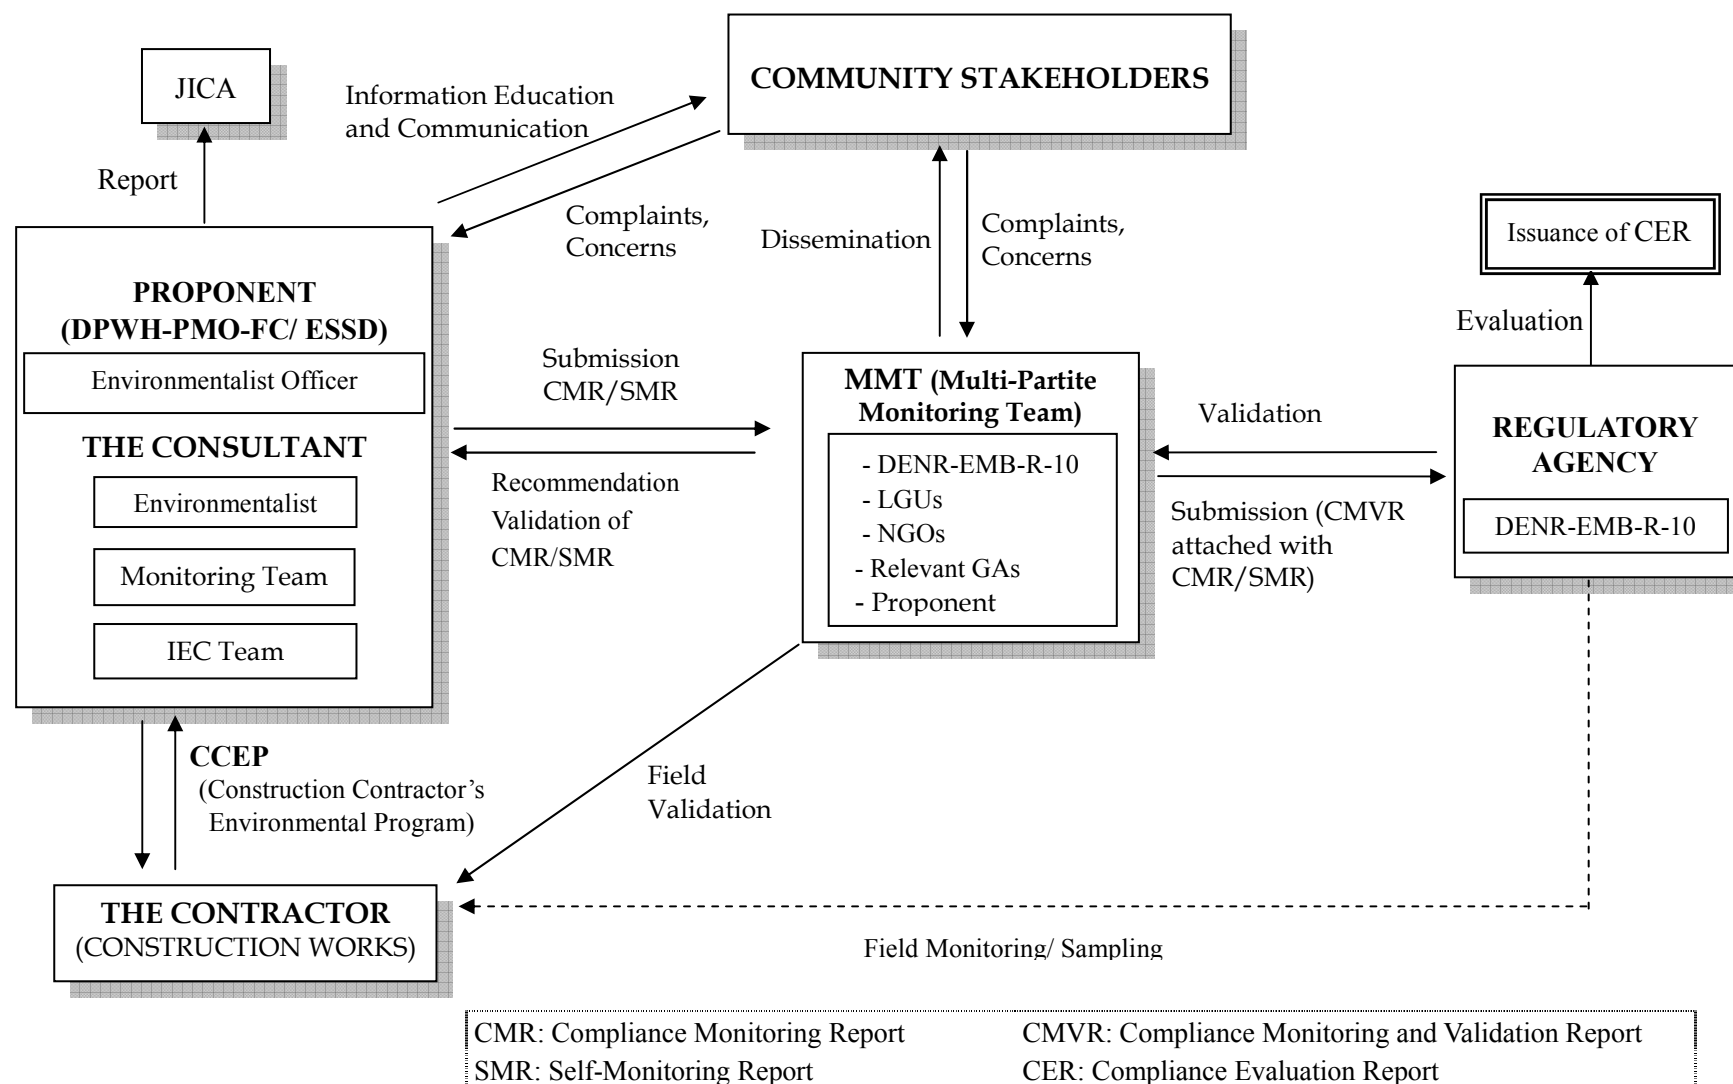 COMMUNITY STAKEHOLDERS
JICA
Information Education
and Communication
Report
Complaints,
Concerns
Dissemination
Complaints,
Concerns
Issuance of CER
Evaluation
PROPONENT
(DPWH-PMO-FC/ ESSD)
Environmentalist Officer
THE CONSULTANT
Environmentalist
Monitoring Team
IEC Team
Submission
CMR/SMR
Recommendation
Validation of
CMR/SMR
MMT (Multi-Partite
Monitoring Team)
- DENR-EMB-R-10
- LGUs
- NGOs
- Relevant GAs
- Proponent
Validation
Submission (CMVR
attached with
CMR/SMR)
REGULATORY
AGENCY
DENR-EMB-R-10
CCEP
(Construction Contractor’s
Environmental Program)
Field
Validation
THE CONTRACTOR
(CONSTRUCTION WORKS)
Field Monitoring/ Sampling
CMR: Compliance Monitoring Report
CMVR: Compliance Monitoring and Validation Report
SMR: Self-Monitoring Report
CER: Compliance Evaluation Report